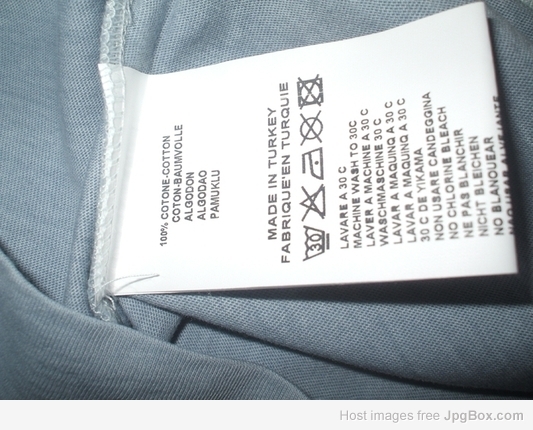 100% COTONE-COTTON
COTON-BAUMVOLLE
ALGODON
ALGODAO
PAMUKLU
MADE IN TURKEY
FABRIQUE'EN TURQUIE
30
LAVARE A 30 C
MACHINE WASH TO 30C
LAVER A MACHINE A 30 C
WASCHMASCHINE 30 C
LAVAR A MAQUINA A 30 C
LAVAR A MAQUINA A 30 C
30 C DE YIKAMA
NON USARE CANDEGGINA
NO CHLORINE BLEACH
NE PAS BLANCHIR
NICHT BLEICHEN
NO BLANQUEAR
Host images free JpgBox.com